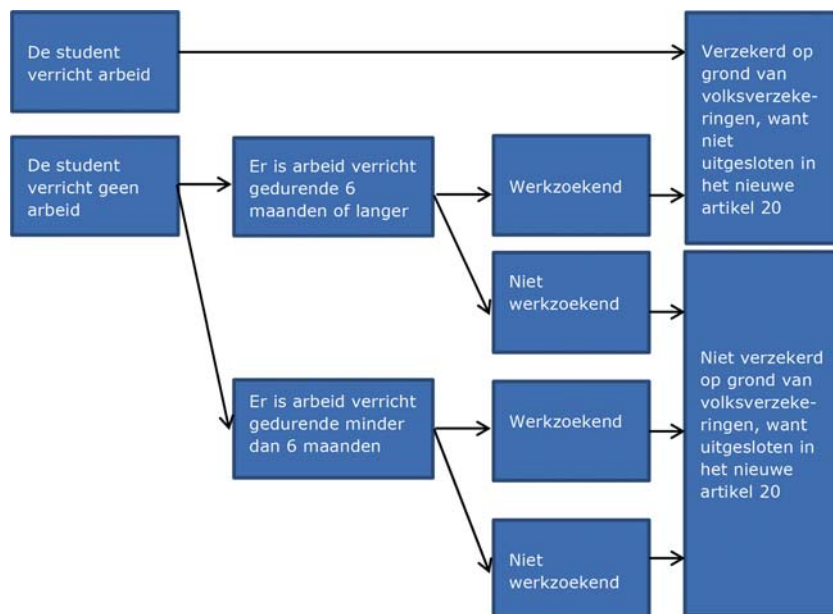 De student
verricht arbeid
Verzekerd op
grond van
volksverzeke-
ringen, want
niet
uitgesloten in
het nieuwe
artikel 20
De student
verricht geen
arbeid
Er is arbeid verricht
gedurende 6
maanden of langer
Werkzoekend
Niet
werkzoekend
Er is arbeid verricht
gedurende minder
dan 6 maanden
Werkzoekend
Niet
werkzoekend
Niet verzekerd
op grond van
volksverzeke-
ringen, want
uitgesloten in
het nieuwe
artikel 20